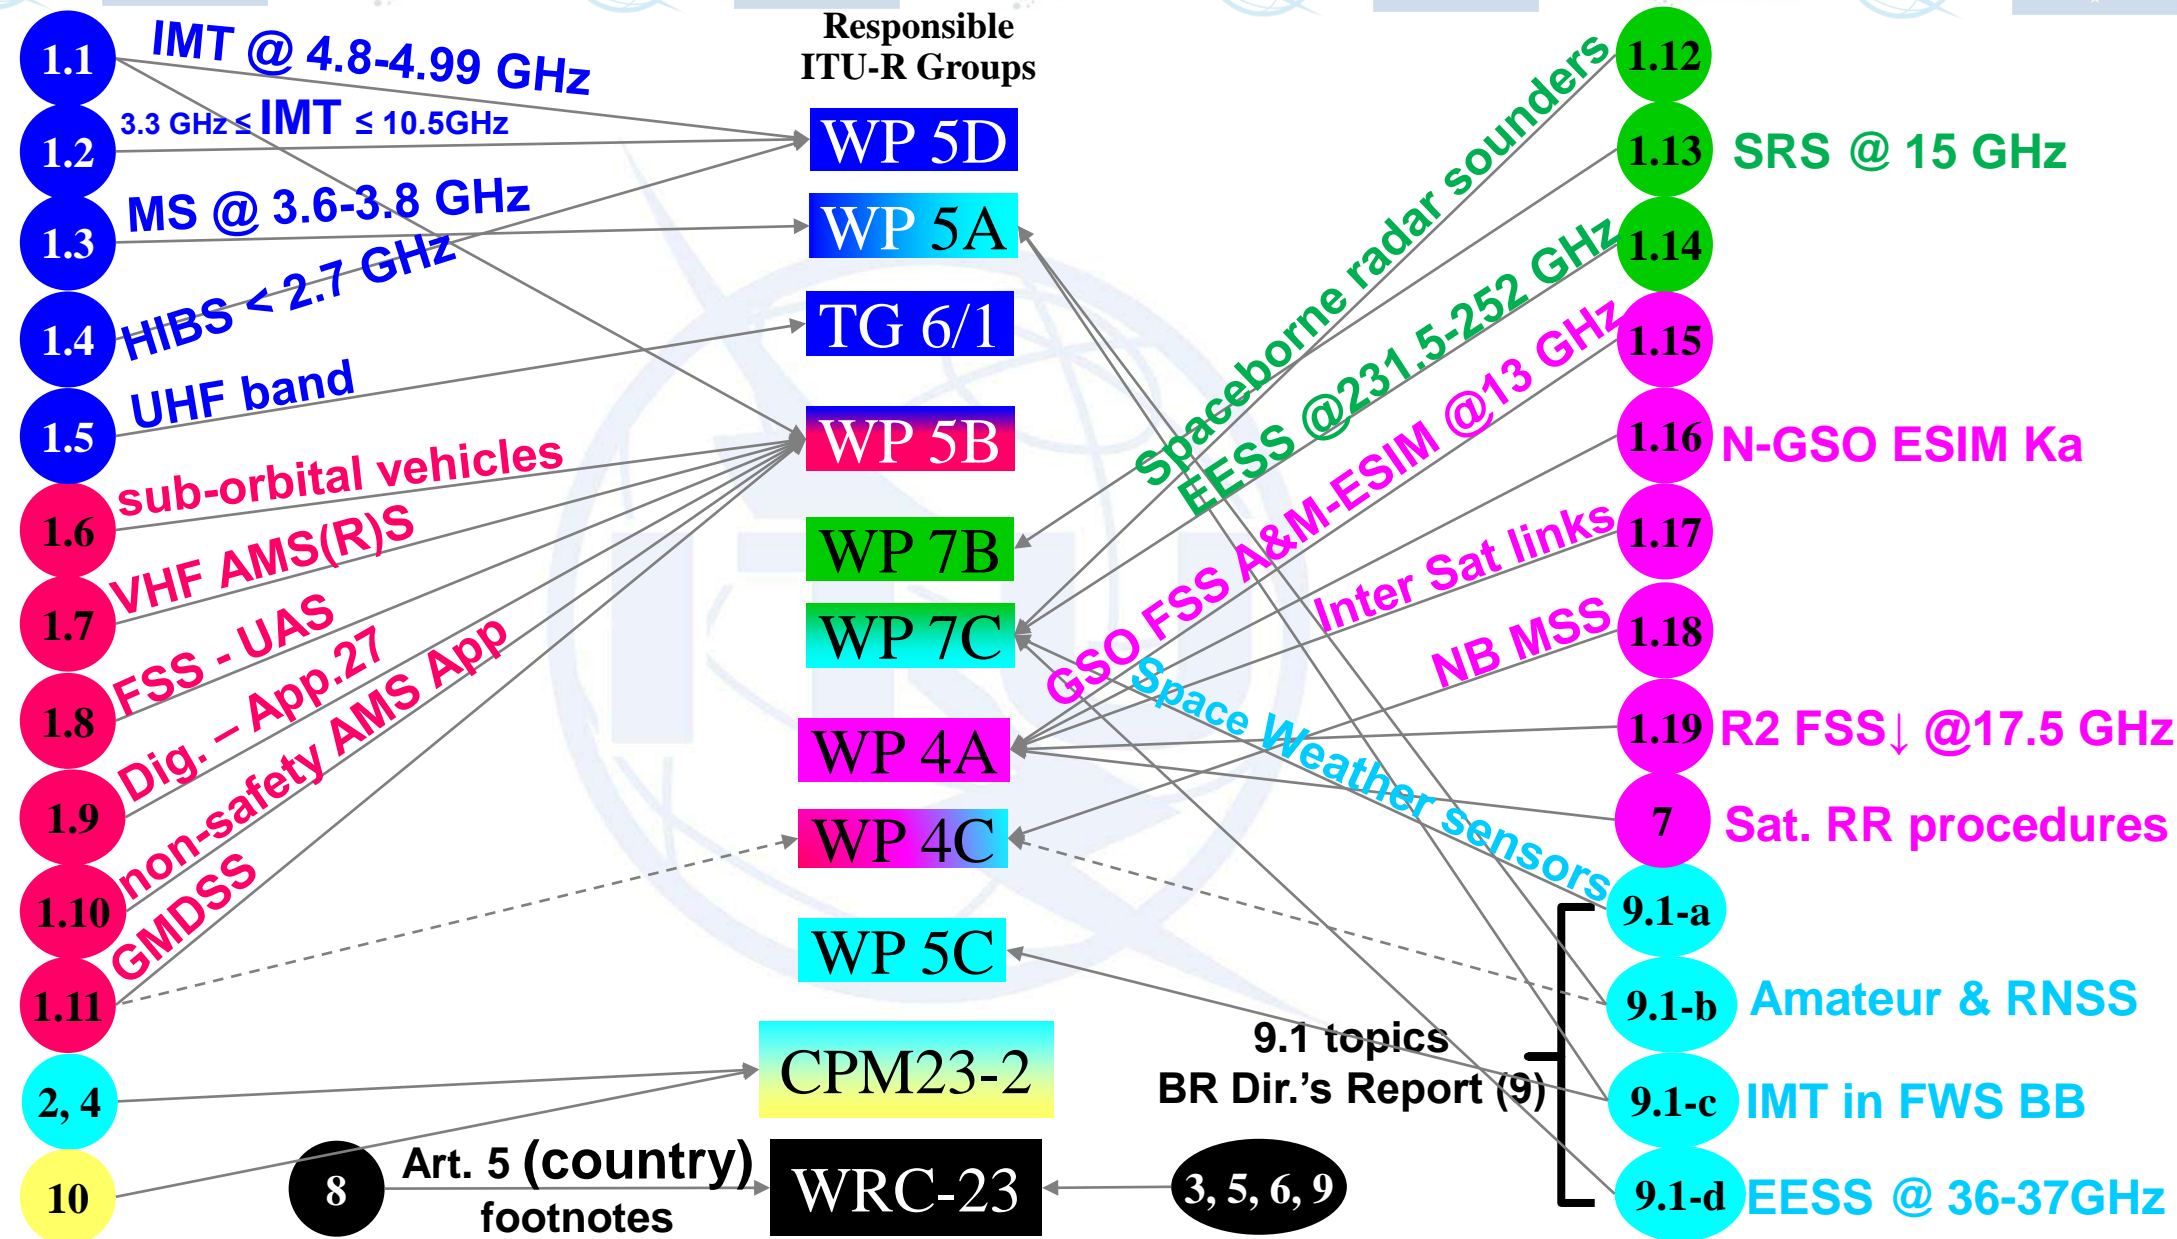 Responsible
ITU-R Groups
1.1
IMT @ 4.8-4.99 GHz
1.2
3.3 GHz ≤ IMT ≤ 10.5GHz
1.3
MS @ 3.6-3.8 GHz
1.4
HIBS < 2.7 GHz
1.5
UHF band
1.6
sub-orbital vehicles
1.7
VHF AMS(R)S
1.8
FSS - UAS
1.9
Dig. – App.27
1.10
non-safety AMS App
1.11
GMDSS
2, 4
10
8
Art. 5 (country)
footnotes
WP 5D
WP 5A
TG 6/1
WP 5B
WP 7B
WP 7C
WP 4A
WP 4C
WP 5C
CPM23-2
WRC-23
3, 5, 6, 9
1.12
Spaceborne radar sounders
1.13
SRS @ 15 GHz
1.14
EESS @231.5-252 GHz
1.15
GSO FSS A&M-ESIM @13 GHz
1.16
N-GSO ESIM Ka
1.17
Inter Sat links
1.18
NB MSS
1.19
R2 FSS↓ @17.5 GHz
7
Sat. RR procedures
9.1-a
Space Weather sensors
9.1-b
Amateur & RNSS
9.1 topics
BR Dir.'s Report (9)
9.1-c
IMT in FWS BB
9.1-d
EESS @ 36-37GHz
ITU